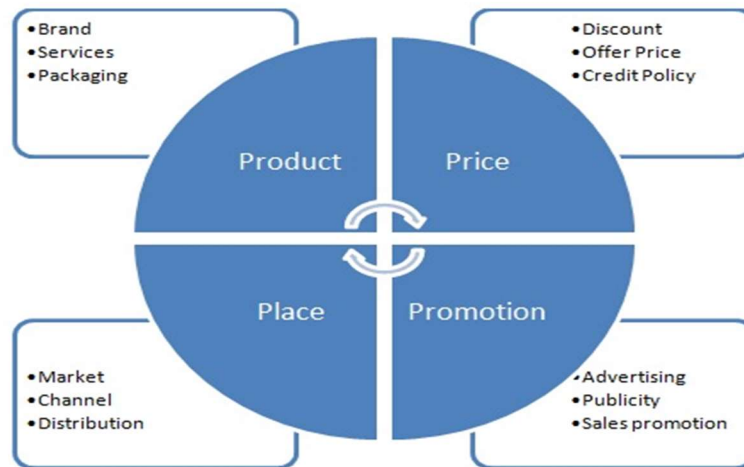 •Brand
•Services
•Packaging
•Discount
•Offer Price
•Credit Policy
Product
Price
Place
Promotion
•Market
•Channel
•Distribution
•Advertising
•Publicity
•Sales promotion